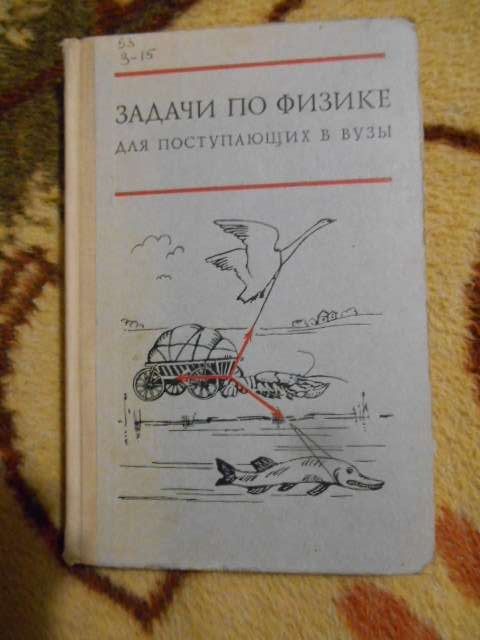 53
З-15
ЗАДАЧИ ПО ФИЗИКЕ
ДЛЯ ПОСТУПАЮЩИХ В ВУЗЫ